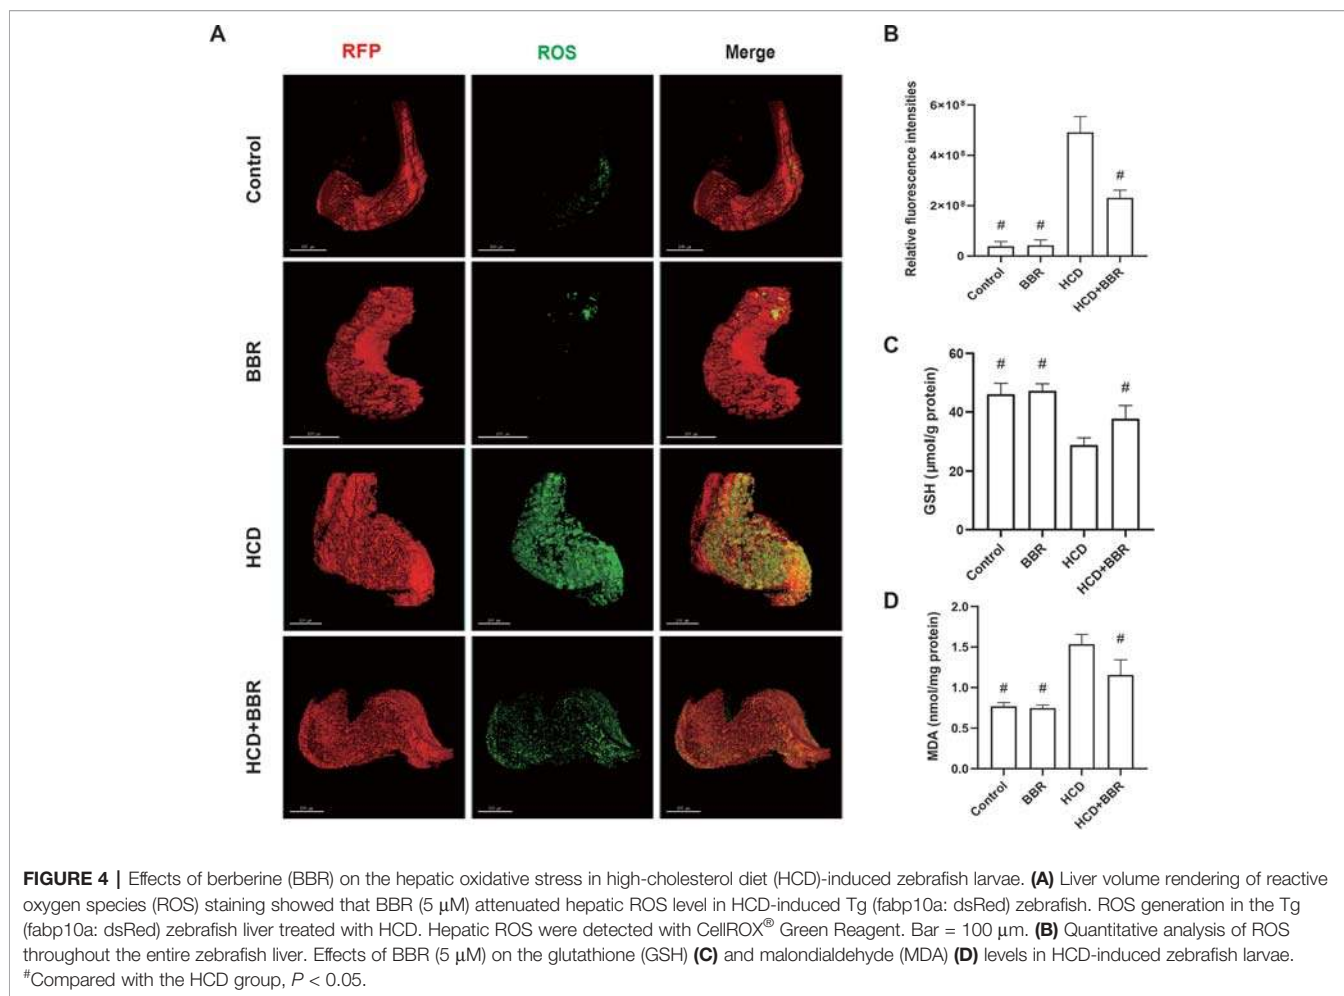 A
RFP
ROS
Merge
Control
BBR
HCD
HCD+BBR
B
Relative fluorescence intensities
6×10⁸
4×10⁸
2×10⁸
0
#
#
#
Control
BBR
HCD
HCD+BBR
C
GSH (μmol/g protein)
60
40
20
0
#
#
#
Control
BBR
HCD
HCD+BBR
D
MDA (nmol/mg protein)
2.0
1.5
1.0
0.5
0.0
#
#
#
Control
BBR
HCD
HCD+BBR
FIGURE 4 | Effects of berberine (BBR) on the hepatic oxidative stress in high-cholesterol diet (HCD)-induced zebrafish larvae. (A) Liver volume rendering of reactive
oxygen species (ROS) staining showed that BBR (5 μM) attenuated hepatic ROS level in HCD-induced Tg (fabp10a: dsRed) zebrafish. ROS generation in the Tg
(fabp10a: dsRed) zebrafish liver treated with HCD. Hepatic ROS were detected with CellROX® Green Reagent. Bar = 100 μm. (B) Quantitative analysis of ROS
throughout the entire zebrafish liver. Effects of BBR (5 μM) on the glutathione (GSH) (C) and malondialdehyde (MDA) (D) levels in HCD-induced zebrafish larvae.
#Compared with the HCD group, P < 0.05.